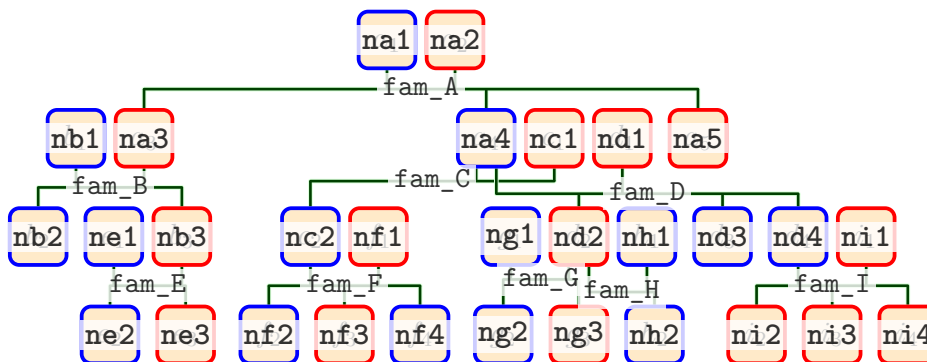 na1 na2
fam_A
nb1 na3 na4 nc1 nd1 na5
fam_B fam_C fam_D
nb2 ne1 nb3 nc2 nf1 ng1 nd2 nh1 nd3 nd4 ni1
fam_E fam_F fam_G fam_H fam_I
ne2 ne3 nf2 nf3 nf4 ng2 ng3 nh2 ni2 ni3 ni4